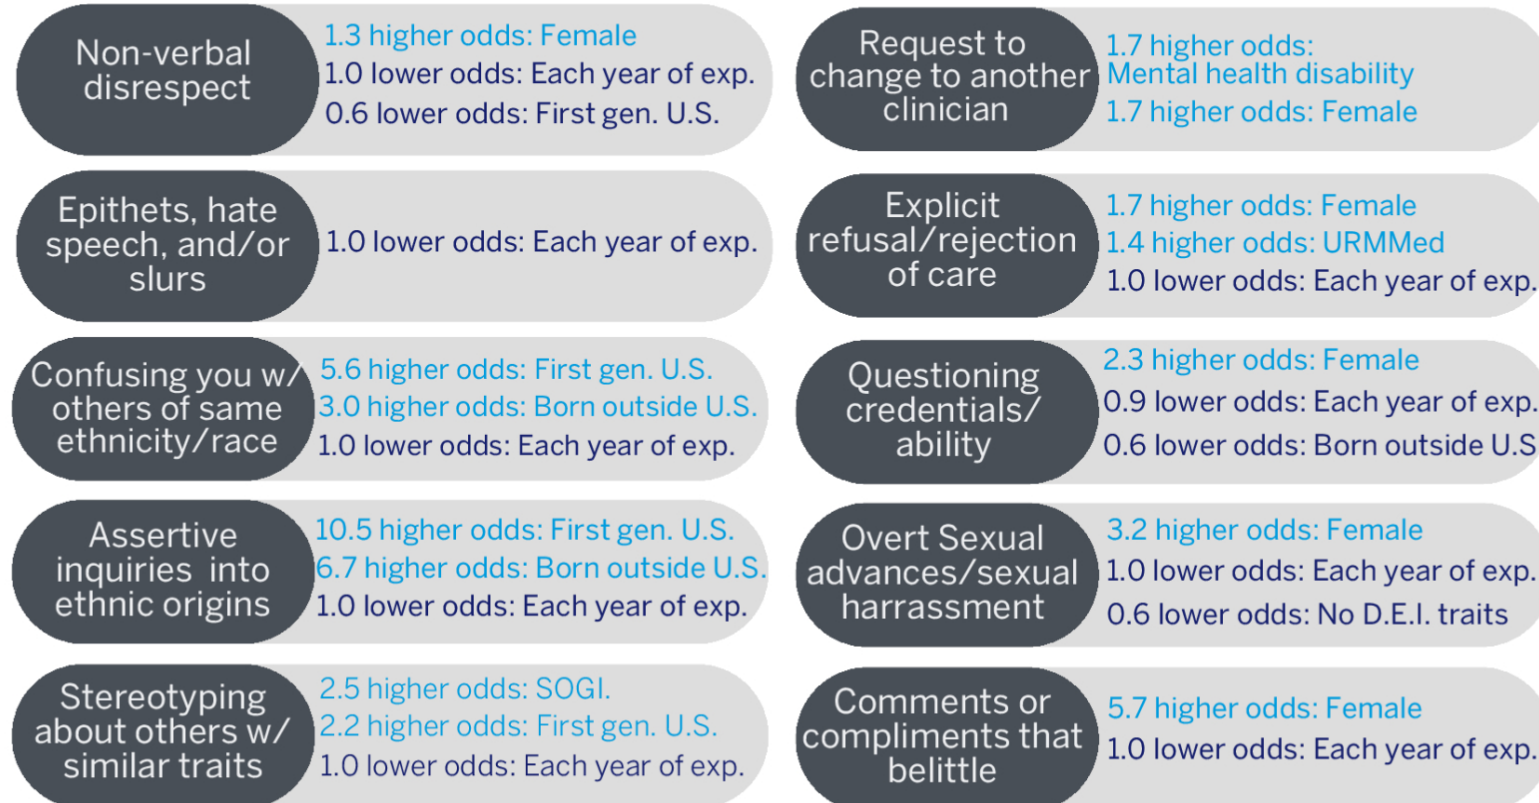 Non-verbal
disrespect
1.3 higher odds: Female
1.0 lower odds: Each year of exp.
0.6 lower odds: First gen. U.S.
Epithets, hate
speech, and/or
slurs
1.0 lower odds: Each year of exp.
Confusing you w/
others of same
ethnicity/race
5.6 higher odds: First gen. U.S.
3.0 higher odds: Born outside U.S.
1.0 lower odds: Each year of exp.
Assertive
inquiries into
ethnic origins
10.5 higher odds: First gen. U.S.
6.7 higher odds: Born outside U.S.
1.0 lower odds: Each year of exp.
Stereotyping
about others w/
similar traits
2.5 higher odds: SOGI.
2.2 higher odds: First gen. U.S.
1.0 lower odds: Each year of exp.
Request to
change to another
clinician
1.7 higher odds:
Mental health disability
1.7 higher odds: Female
Explicit
refusal/rejection
of care
1.7 higher odds: Female
1.4 higher odds: URMMed
1.0 lower odds: Each year of exp.
Questioning
credentials/
ability
2.3 higher odds: Female
0.9 lower odds: Each year of exp.
0.6 lower odds: Born outside U.S
Overt Sexual
advances/sexual
harrassment
3.2 higher odds: Female
1.0 lower odds: Each year of exp.
0.6 lower odds: No D.E.I. traits
Comments or
compliments that
belittle
5.7 higher odds: Female
1.0 lower odds: Each year of exp.